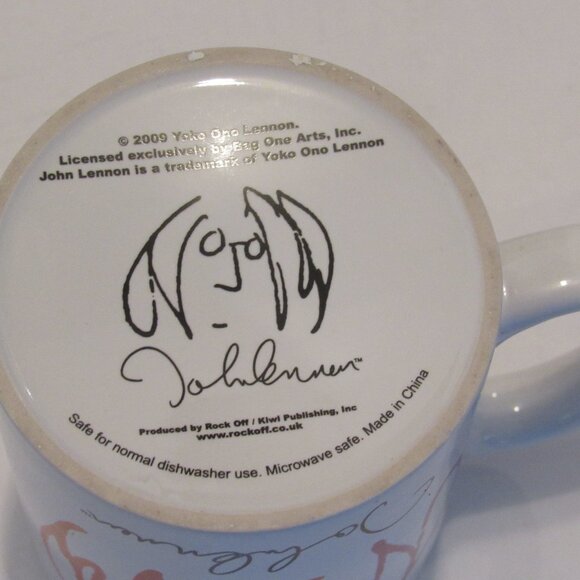 © 2009 Yoko Ono Lennon.
Licensed exclusively by Bag One Arts, Inc.
John Lennon is a trademark of Yoko Ono Lennon
John Lennon™
Produced by Rock Off / Kiwi Publishing, Inc
www.rockoff.co.uk
Safe for normal dishwasher use. Microwave safe. Made in China
John Lennon